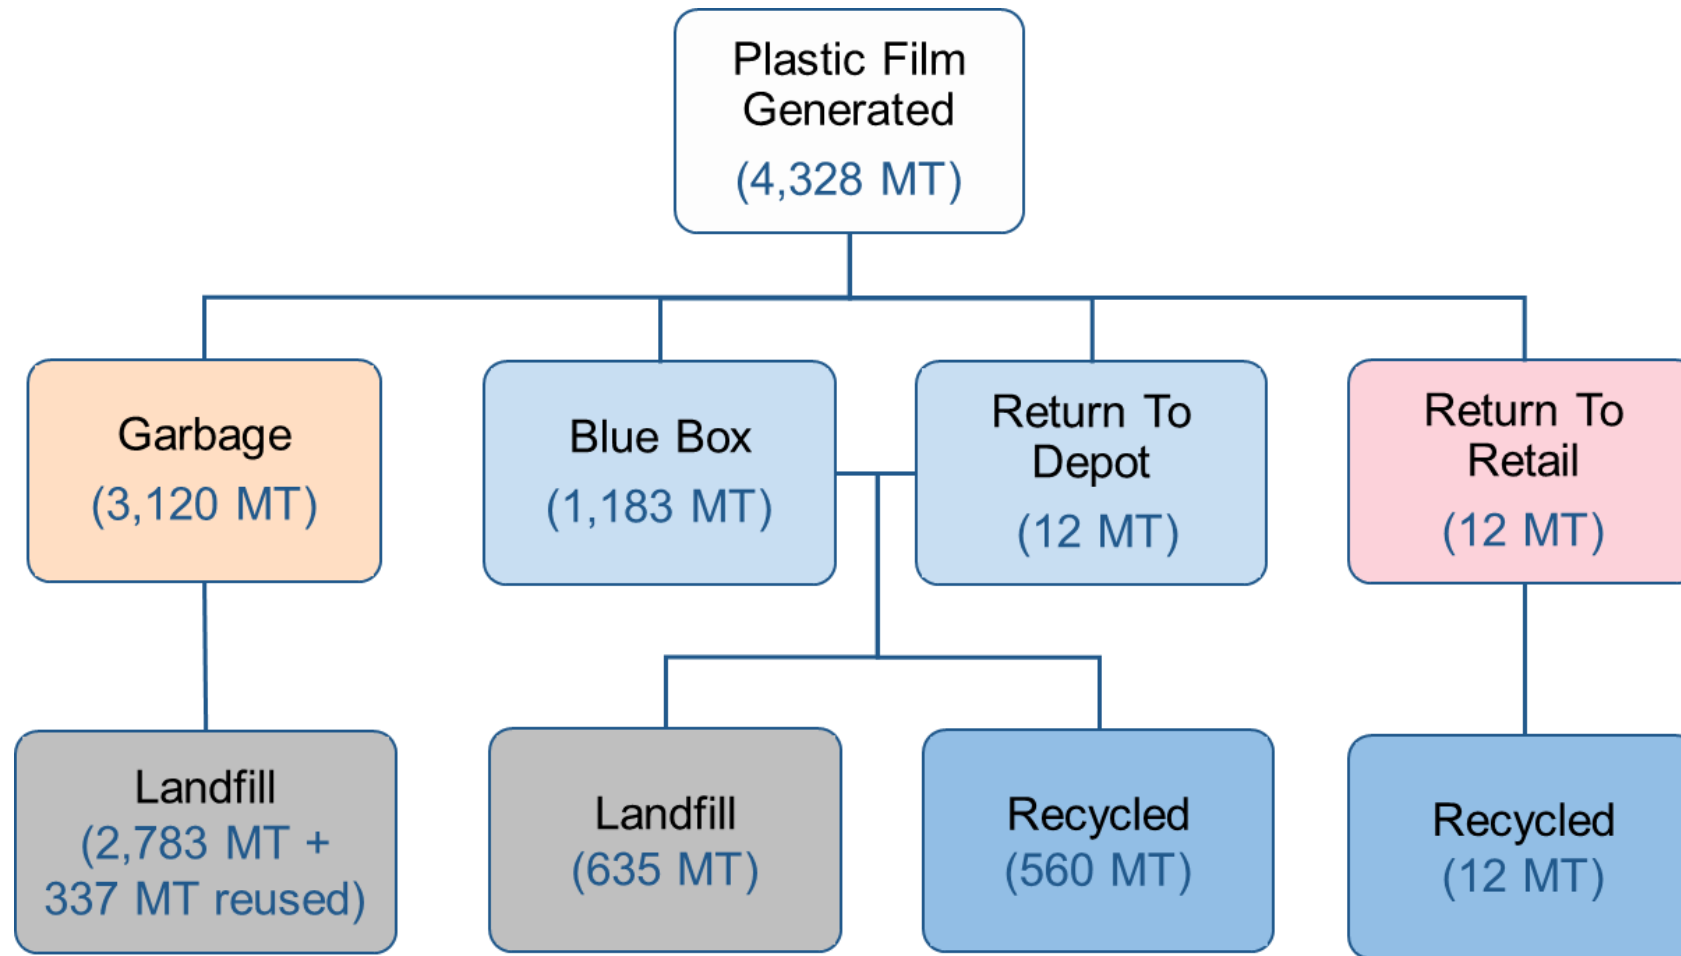 Plastic Film
Generated
(4,328 MT)
Garbage
(3,120 MT)
Blue Box
(1,183 MT)
Return To
Depot
(12 MT)
Return To
Retail
(12 MT)
Landfill
(2,783 MT +
337 MT reused)
Landfill
(635 MT)
Recycled
(560 MT)
Recycled
(12 MT)